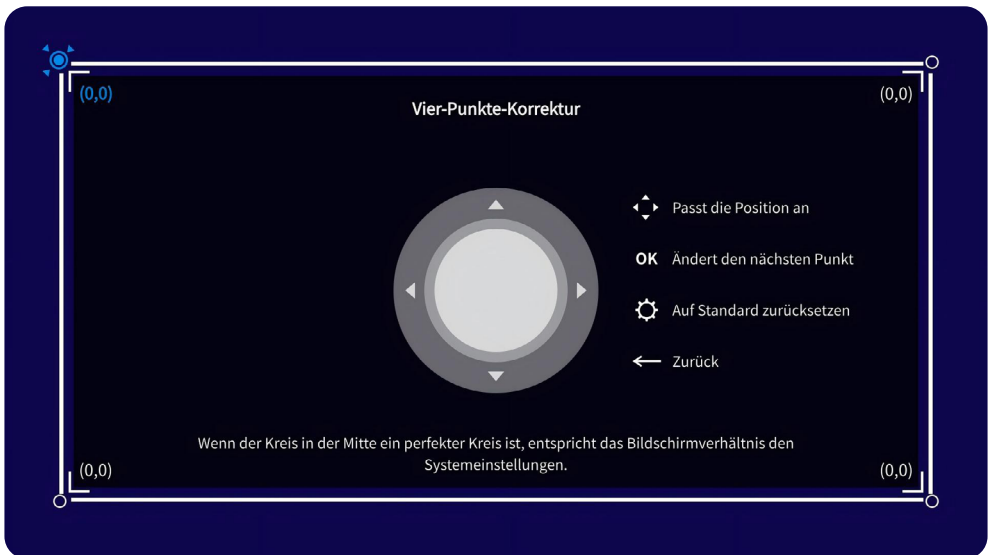 (0,0)
(0,0)
Vier-Punkte-Korrektur
Passt die Position an
OK Ändert den nächsten Punkt
Auf Standard zurücksetzen
Zurück
Wenn der Kreis in der Mitte ein perfekter Kreis ist, entspricht das Bildschirmverhältnis den
Systemeinstellungen.
(0,0)
(0,0)